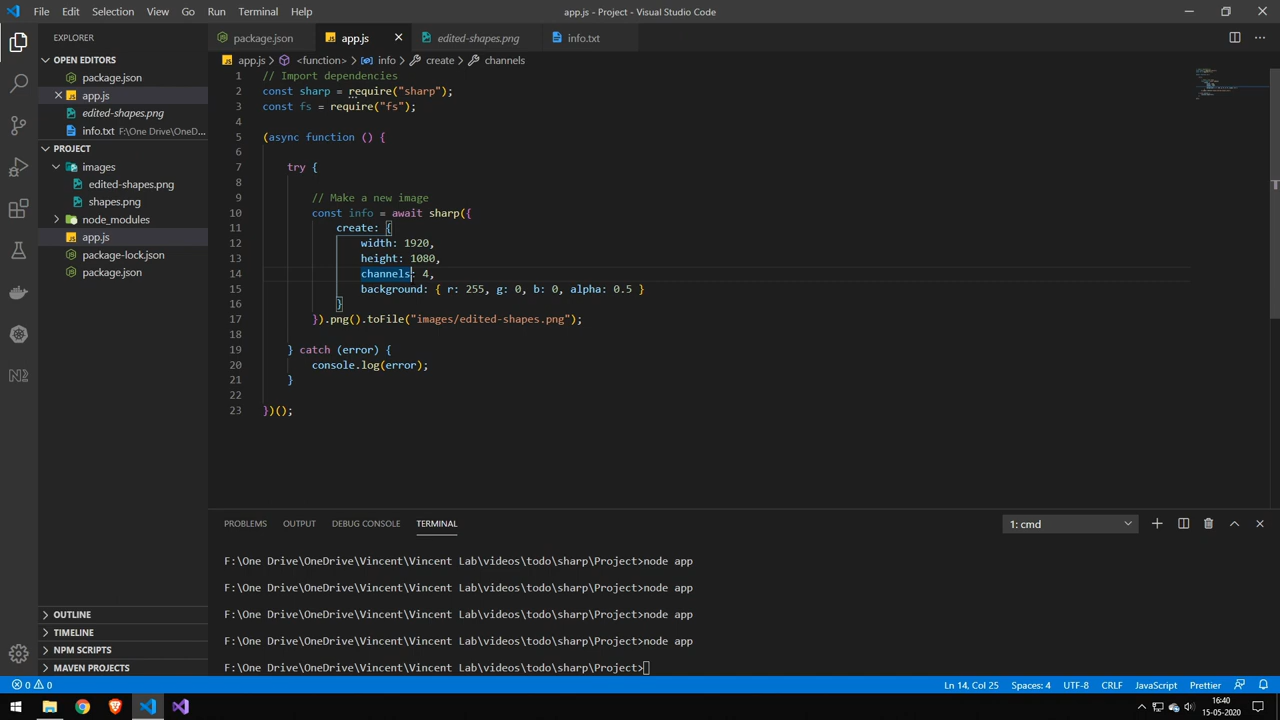 File Edit Selection View Go Run Terminal Help
app.js - Project - Visual Studio Code
EXPLORER
OPEN EDITORS
package.json
app.js
edited-shapes.png
info.txt F:\One Drive\OneD...
PROJECT
images
edited-shapes.png
shapes.png
node_modules
app.js
package-lock.json
package.json
OUTLINE
TIMELINE
NPM SCRIPTS
MAVEN PROJECTS
package.json app.js edited-shapes.png info.txt
app.js <function> info create channels
1 // Import dependencies
2 const sharp = require("sharp");
3 const fs = require("fs");
4
5 (async function () {
6
7 try {
8
9 // Make a new image
10 const info = await sharp({
11 create: {
12 width: 1920,
13 height: 1080,
14 channels: 4,
15 background: { r: 255, g: 0, b: 0, alpha: 0.5 }
16 }
17 }).png().toFile("images/edited-shapes.png");
18
19 } catch (error) {
20 console.log(error);
21 }
22
23 })();
PROBLEMS OUTPUT DEBUG CONSOLE TERMINAL
1: cmd
F:\One Drive\OneDrive\Vincent\Vincent Lab\videos\todo\sharp\Project>node app
F:\One Drive\OneDrive\Vincent\Vincent Lab\videos\todo\sharp\Project>node app
F:\One Drive\OneDrive\Vincent\Vincent Lab\videos\todo\sharp\Project>node app
F:\One Drive\OneDrive\Vincent\Vincent Lab\videos\todo\sharp\Project>node app
F:\One Drive\OneDrive\Vincent\Vincent Lab\videos\todo\sharp\Project>
0 0
Ln 14, Col 25 Spaces: 4 UTF-8 CRLF JavaScript Prettier
16:40
15-05-2020